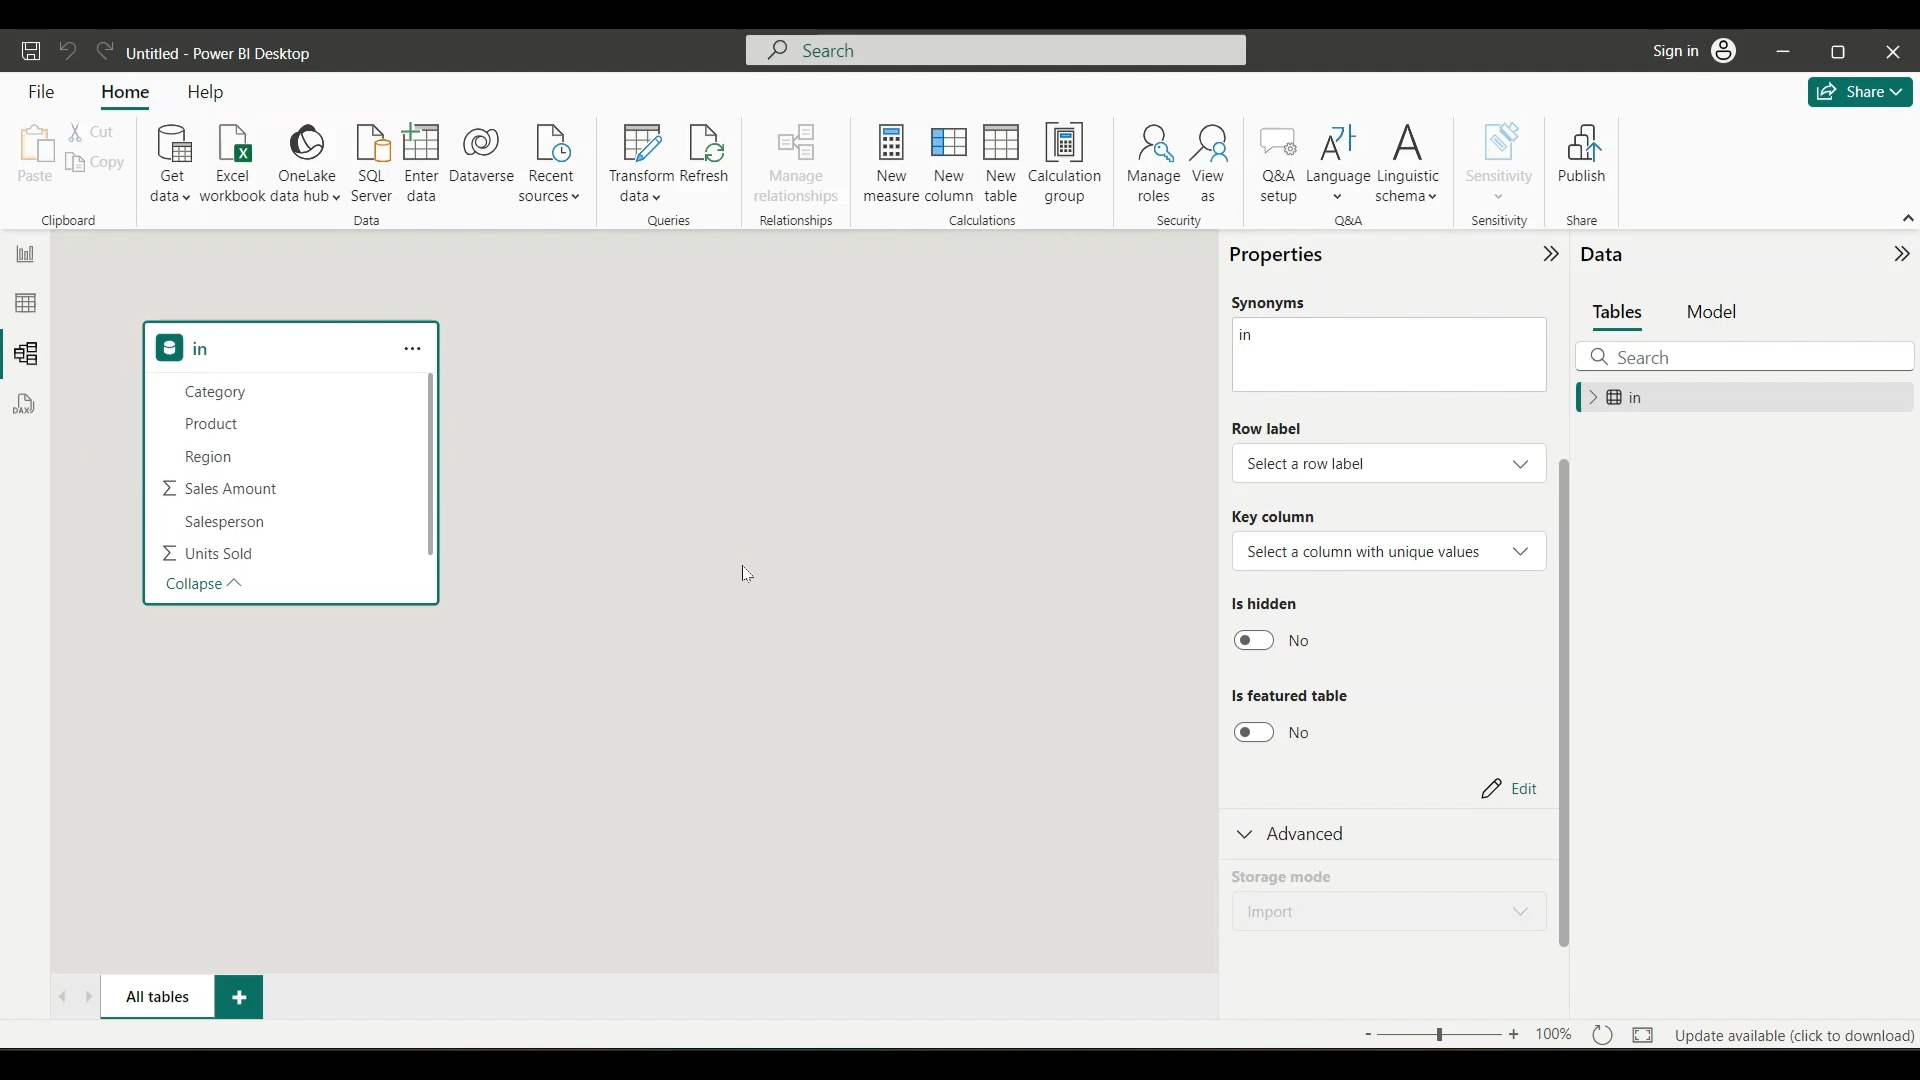 Untitled - Power BI Desktop
Search
Sign in
File
Home
Help
Share
Paste
Cut
Copy
Clipboard
Get data
Excel workbook
OneLake data hub
SQL Server
Enter data
Dataverse
Recent sources
Data
Transform data
Refresh
Queries
Manage relationships
Relationships
New measure
New column
New table
Calculation group
Calculations
Manage roles
View as
Security
Q&A setup
Language
Linguistic schema
Q&A
Sensitivity
Sensitivity
Publish
Share
DAX
in
Category
Product
Region
Σ Sales Amount
Salesperson
Σ Units Sold
Collapse
Properties
Synonyms
in
Row label
Select a row label
Key column
Select a column with unique values
Is hidden
No
Is featured table
No
Edit
Advanced
Storage mode
Import
Data
Tables
Model
Search
in
All tables
+
- + 100%
Update available (click to download)